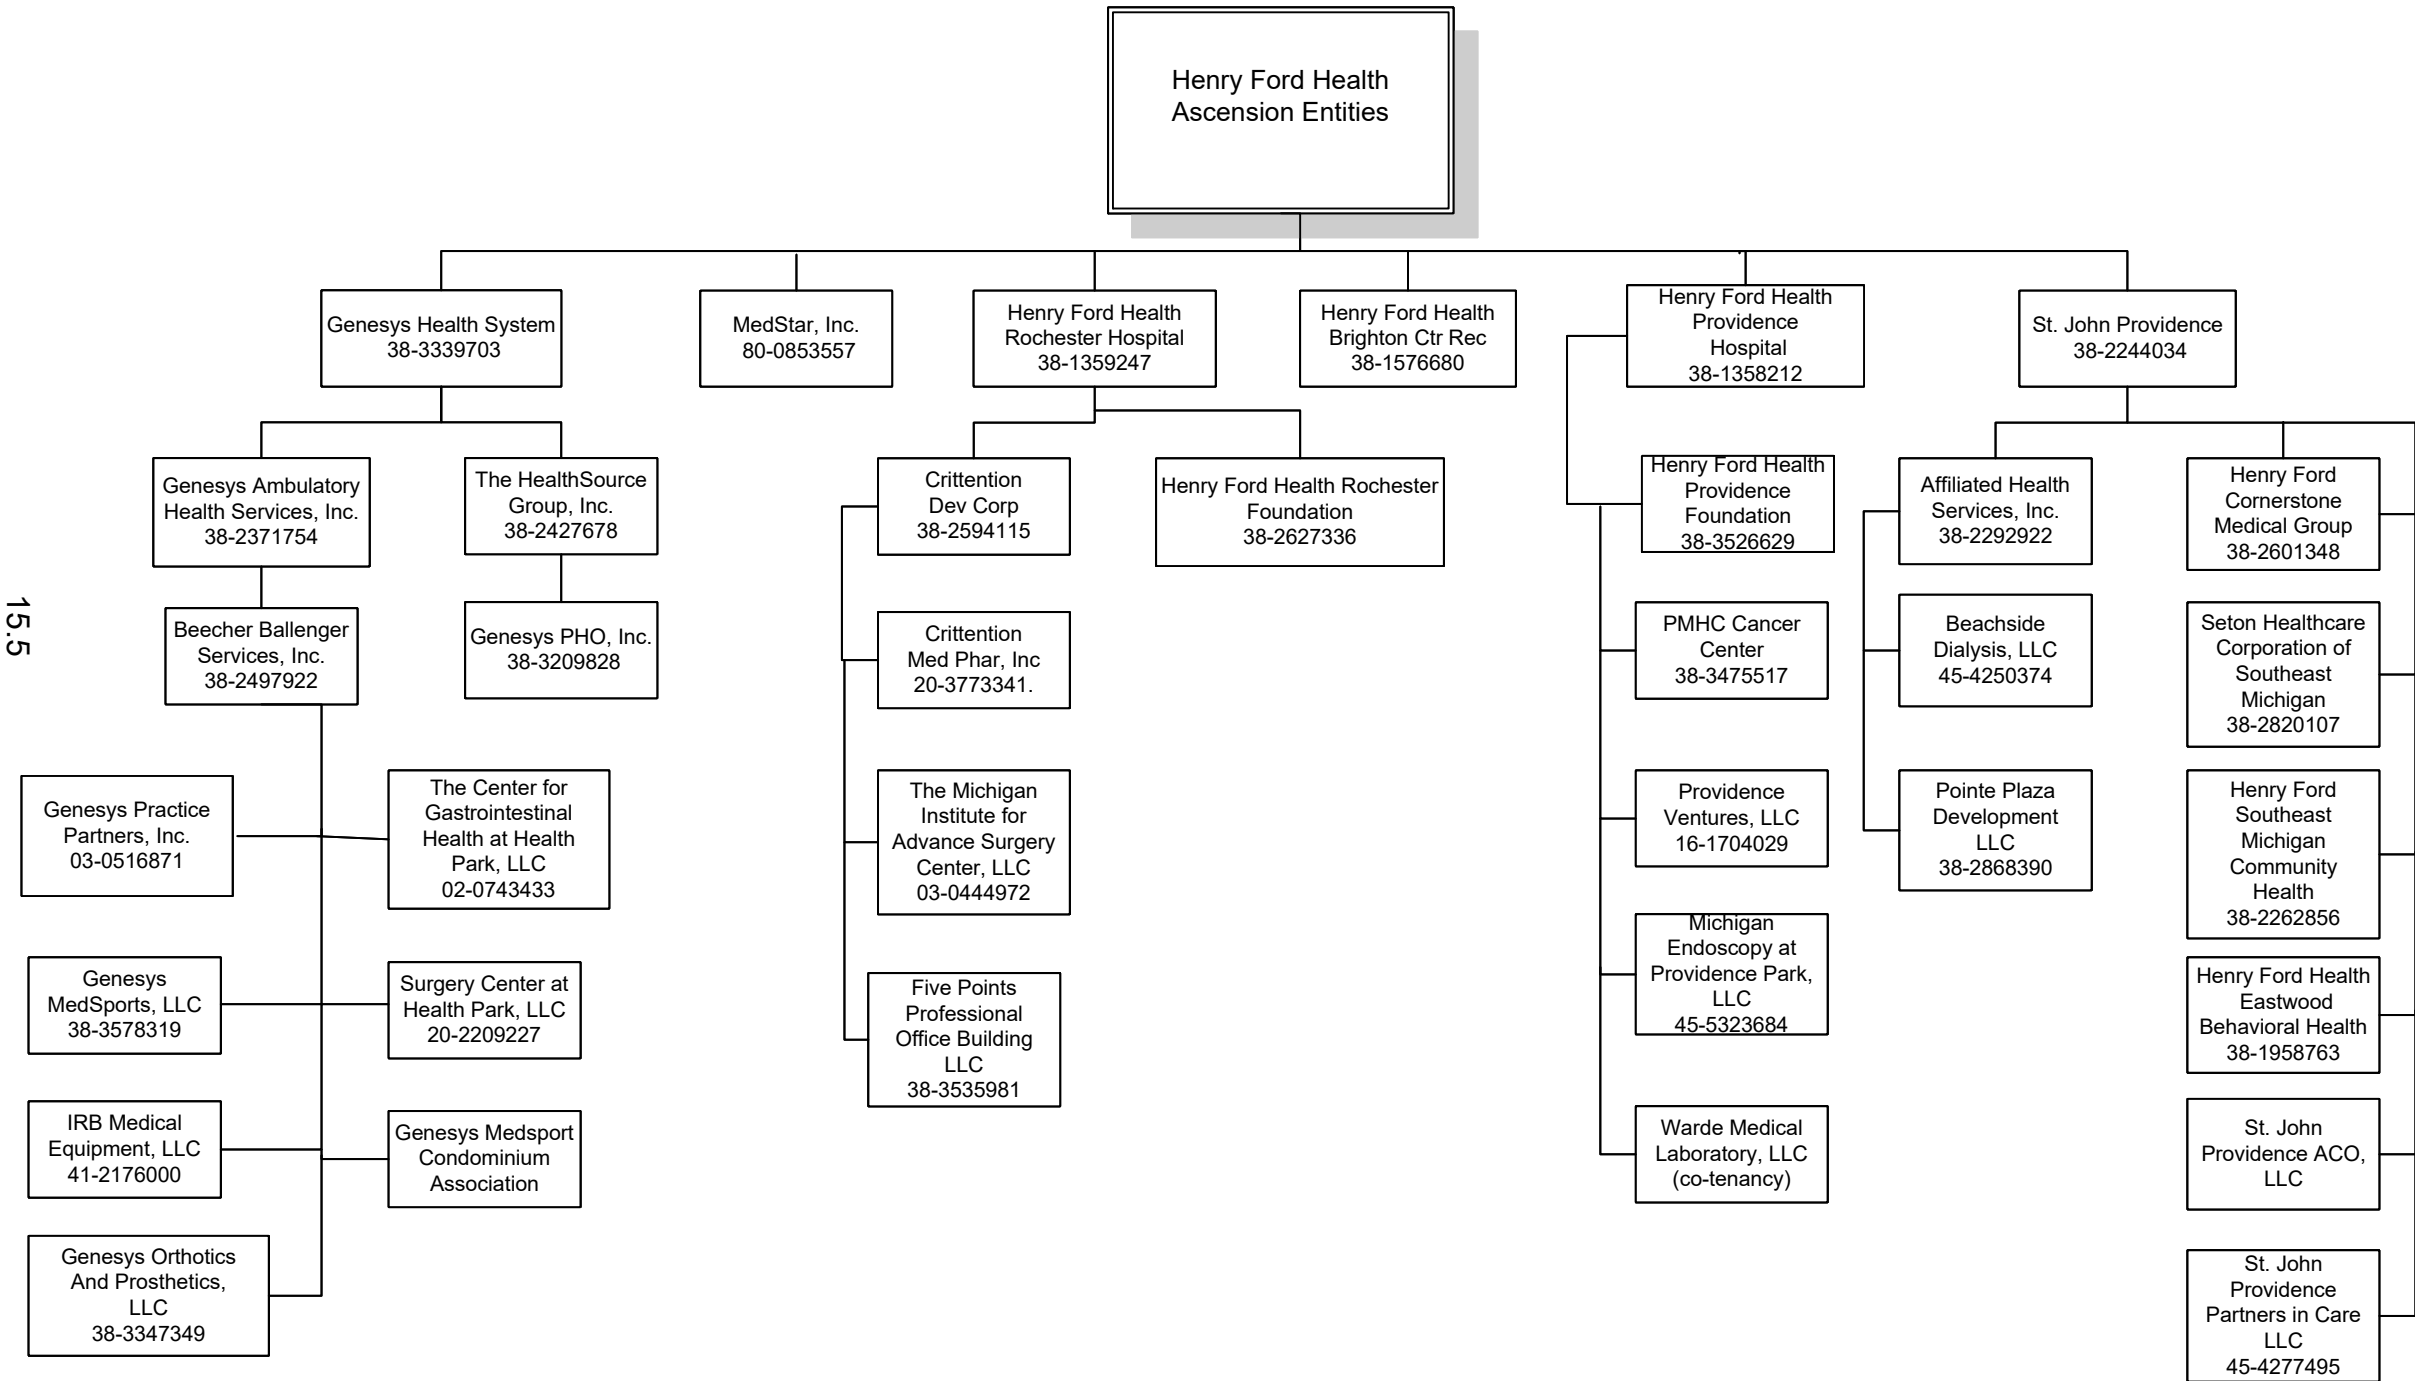 Henry Ford Health
Ascension Entities
Genesys Health System
38-3339703
MedStar, Inc.
80-0853557
Henry Ford Health
Rochester Hospital
38-1359247
Henry Ford Health
Brighton Ctr Rec
38-1576680
Henry Ford Health
Providence
Hospital
38-1358212
St. John Providence
38-2244034
Genesys Ambulatory
Health Services, Inc.
38-2371754
The HealthSource
Group, Inc.
38-2427678
Crittention
Dev Corp
38-2594115
Henry Ford Health Rochester
Foundation
38-2627336
Henry Ford Health
Providence
Foundation
38-3526629
Affiliated Health
Services, Inc.
38-2292922
Henry Ford
Cornerstone
Medical Group
38-2601348
15.5
Beecher Ballenger
Services, Inc.
38-2497922
Genesys PHO, Inc.
38-3209828
Crittention
Med Phar, Inc
20-3773341.
PMHC Cancer
Center
38-3475517
Beachside
Dialysis, LLC
45-4250374
Seton Healthcare
Corporation of
Southeast
Michigan
38-2820107
Genesys Practice
Partners, Inc.
03-0516871
The Center for
Gastrointestinal
Health at Health
Park, LLC
02-0743433
The Michigan
Institute for
Advance Surgery
Center, LLC
03-0444972
Providence
Ventures, LLC
16-1704029
Pointe Plaza
Development
LLC
38-2868390
Henry Ford
Southeast
Michigan
Community
Health
38-2262856
Genesys
MedSports, LLC
38-3578319
Surgery Center at
Health Park, LLC
20-2209227
Five Points
Professional
Office Building
LLC
38-3535981
Michigan
Endoscopy at
Providence Park,
LLC
45-5323684
Henry Ford Health
Eastwood
Behavioral Health
38-1958763
IRB Medical
Equipment, LLC
41-2176000
Genesys Medsport
Condominium
Association
Warde Medical
Laboratory, LLC
(co-tenancy)
St. John
Providence ACO,
LLC
Genesys Orthotics
And Prosthetics,
LLC
38-3347349
St. John
Providence
Partners in Care
LLC
45-4277495